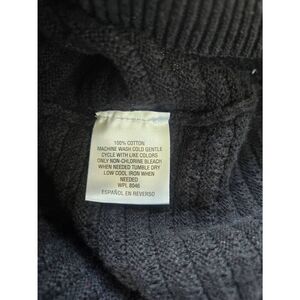 100% COTTON
MACHINE WASH COLD GENTLE
CYCLE WITH LIKE COLORS
ONLY NON-CHLORINE BLEACH
WHEN NEEDED TUMBLE DRY
LOW COOL IRON WHEN
NEEDED
WPL 8046
ESPAÑOL EN REVERSO